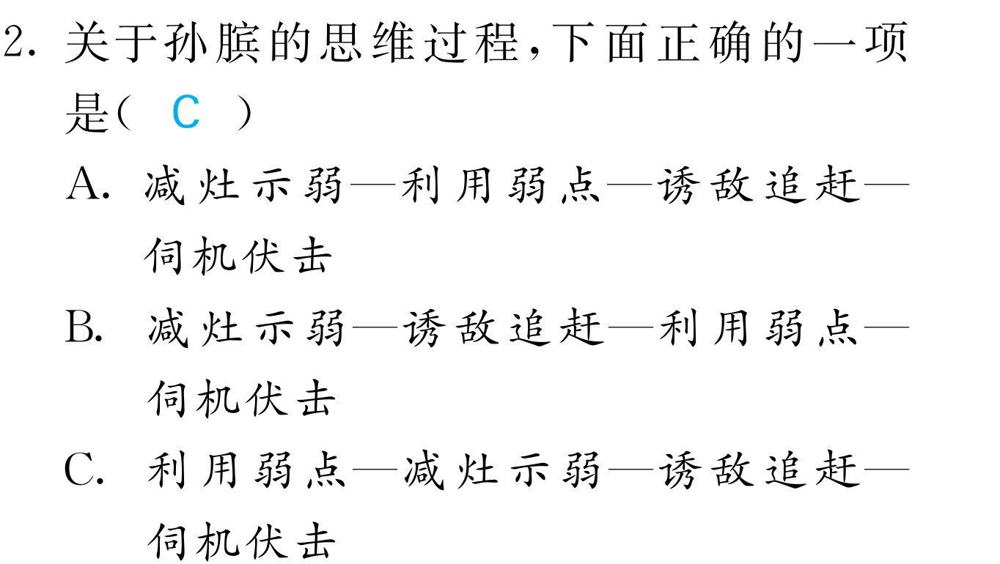 2. 关于孙膑的思维过程,下面正确的一项
是( C )
A. 减灶示弱—利用弱点—诱敌追赶—
伺机伏击
B. 减灶示弱—诱敌追赶—利用弱点—
伺机伏击
C. 利用弱点—减灶示弱—诱敌追赶—
伺机伏击